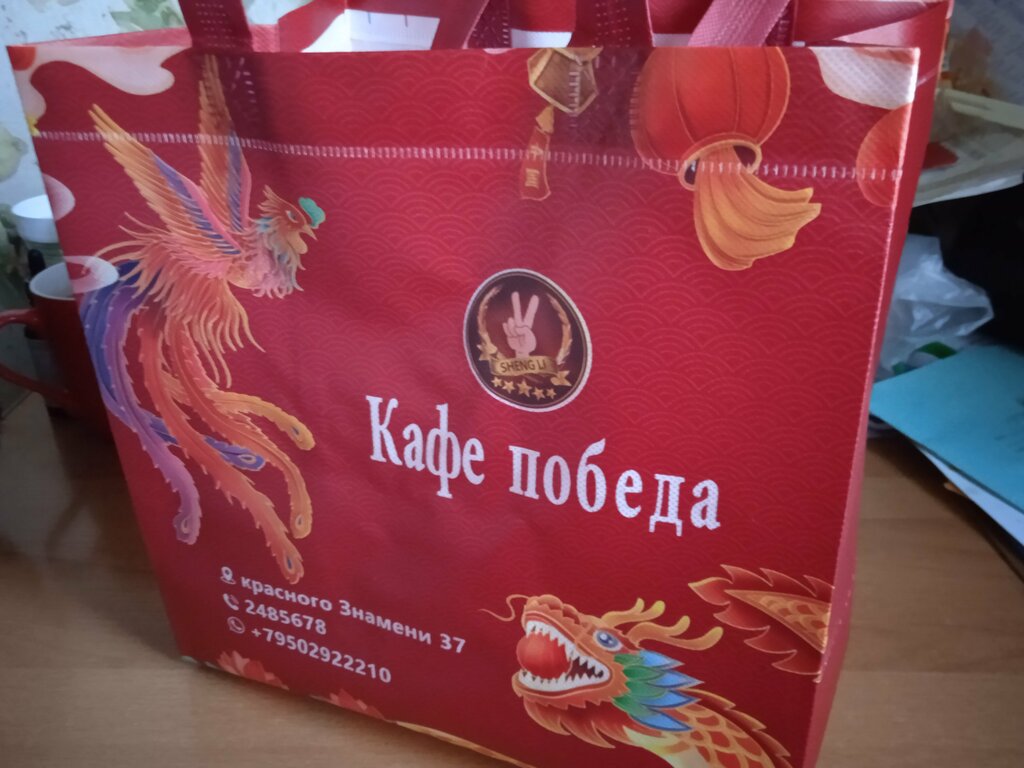 SHENG LI
Кафе победа
красного Знамени 37
2485678
+79502922210